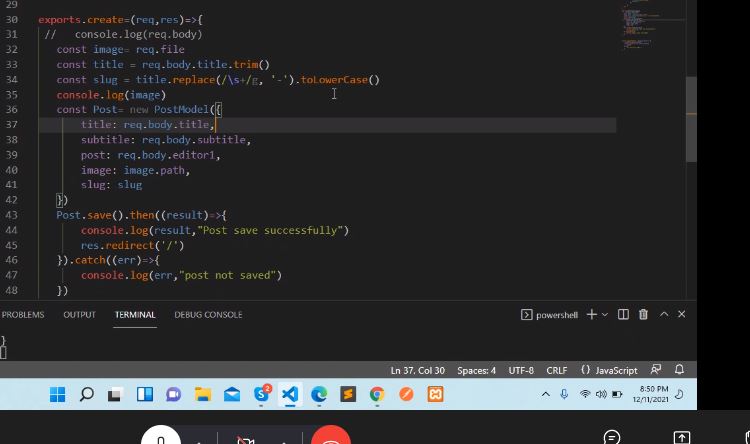 29
30 exports.create=(req,res)=>{
31 // console.log(req.body)
32 const image= req.file
33 const title = req.body.title.trim()
34 const slug = title.replace(/\s+/g, '-').toLowerCase()
35 console.log(image)
36 const Post= new PostModel({
37 title: req.body.title,
38 subtitle: req.body.subtitle,
39 post: req.body.editor1,
40 image: image.path,
41 slug: slug
42 })
43 Post.save().then((result)=>{
44 console.log(result,"Post save successfully")
45 res.redirect('/')
46 }).catch((err)=>{
47 console.log(err,"post not saved")
48 })
PROBLEMS OUTPUT TERMINAL DEBUG CONSOLE powershell
}
Ln 37, Col 30 Spaces: 4 UTF-8 CRLF {} JavaScript
2
8:50 PM
12/11/2021